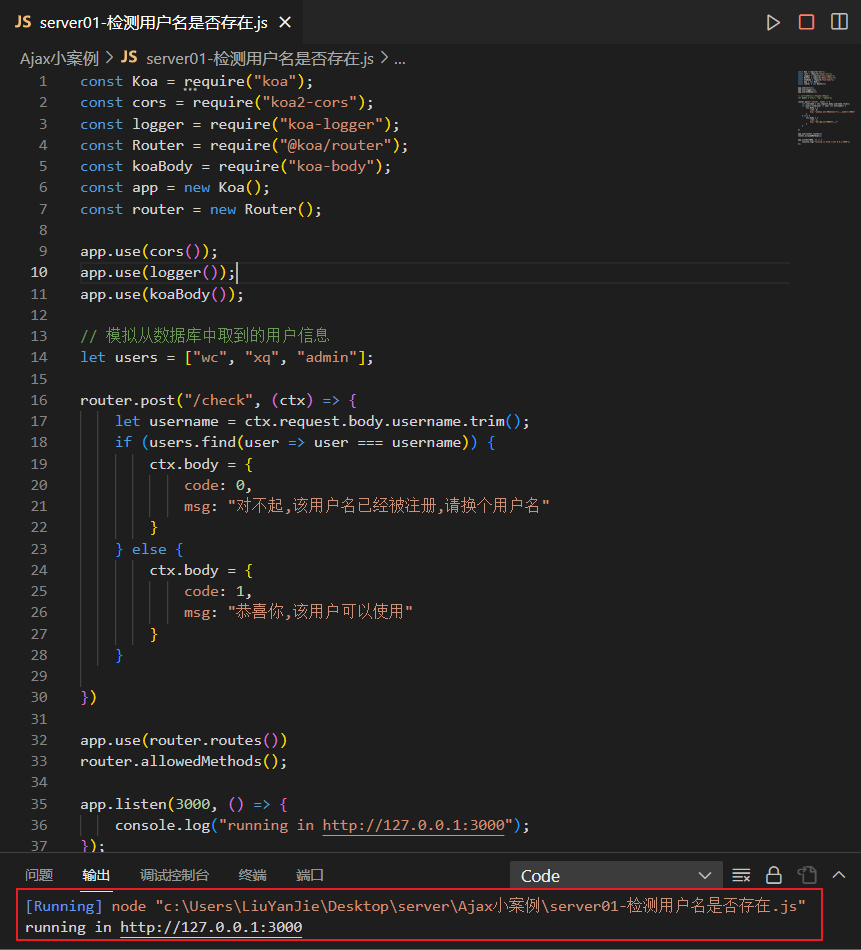 JS server01-检测用户名是否存在.js ×
Ajax小案例 > JS server01-检测用户名是否存在.js > ...
1 const Koa = require("koa");
2 const cors = require("koa2-cors");
3 const logger = require("koa-logger");
4 const Router = require("@koa/router");
5 const koaBody = require("koa-body");
6 const app = new Koa();
7 const router = new Router();
8
9 app.use(cors());
10 app.use(logger());
11 app.use(koaBody());
12
13 // 模拟从数据库中取到的用户信息
14 let users = ["wc", "xq", "admin"];
15
16 router.post("/check", (ctx) => {
17 let username = ctx.request.body.username.trim();
18 if (users.find(user => user === username)) {
19 ctx.body = {
20 code: 0,
21 msg: "对不起,该用户名已经被注册,请换个用户名"
22 }
23 } else {
24 ctx.body = {
25 code: 1,
26 msg: "恭喜你,该用户可以使用"
27 }
28 }
29
30 })
31
32 app.use(router.routes())
33 router.allowedMethods();
34
35 app.listen(3000, () => {
36 console.log("running in http://127.0.0.1:3000");
37 });
问题 输出 调试控制台 终端 端口 Code
[Running] node "c:\Users\LiuYanJie\Desktop\server\Ajax小案例\server01-检测用户名是否存在.js"
running in http://127.0.0.1:3000